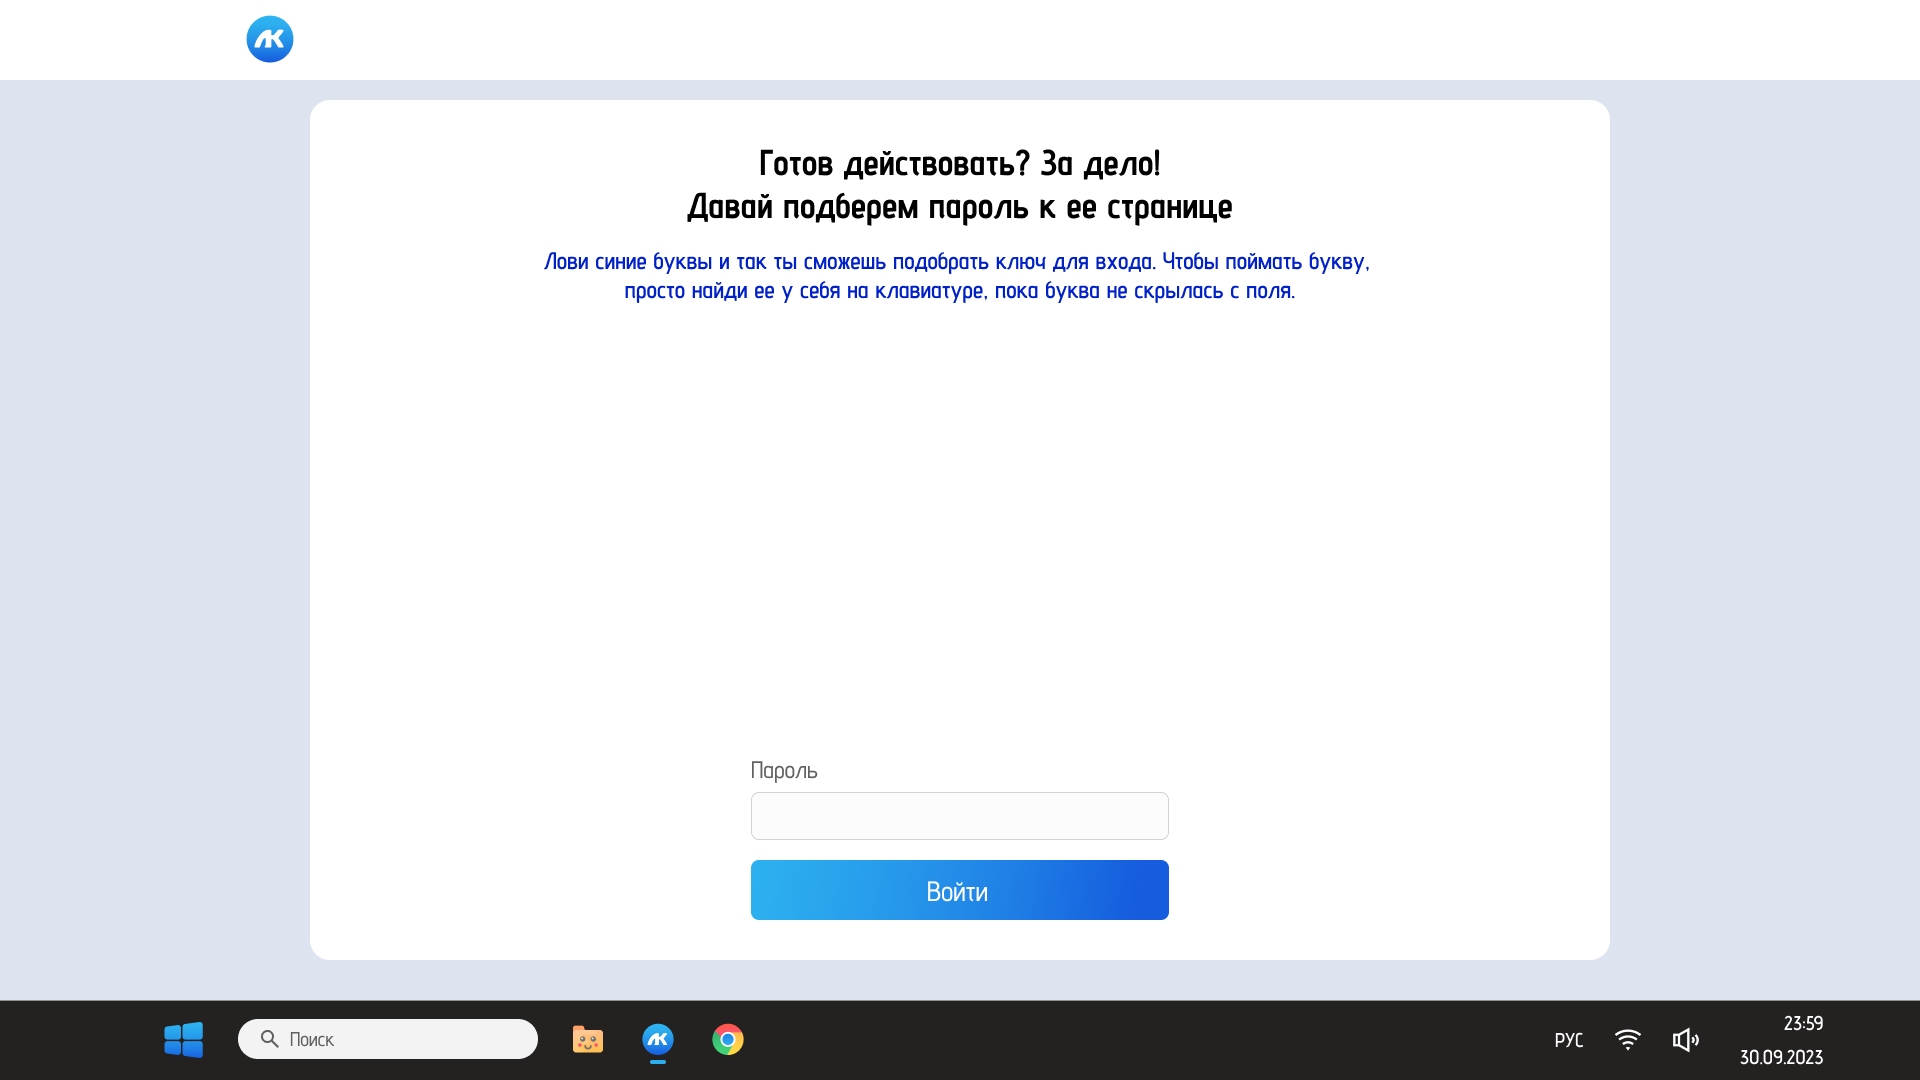 ЛК
Готов действовать? За дело!
Давай подберем пароль к ее странице
Лови синие буквы и так ты сможешь подобрать ключ для входа. Чтобы поймать букву,
просто найди ее у себя на клавиатуре, пока буква не скрылась с поля.
Пароль
Войти
Поиск
ЛК
РУС
23:59
30.09.2023